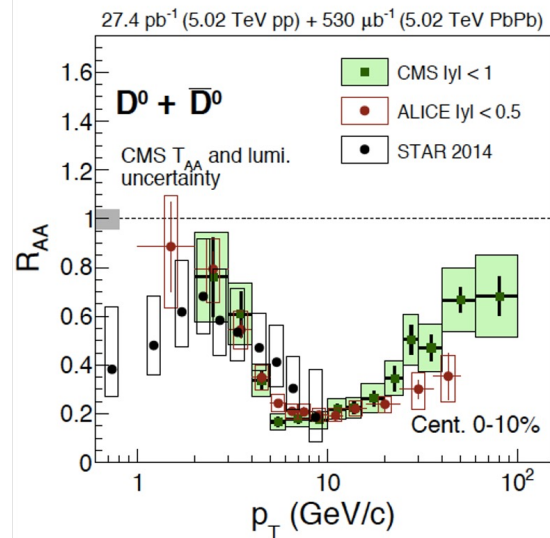 27.4 pb⁻¹ (5.02 TeV pp) + 530 μb⁻¹ (5.02 TeV PbPb)
CMS |y| < 1
ALICE |y| < 0.5
STAR 2014
D⁰ + D̅⁰
CMS T_AA and lumi.
uncertainty
R_AA
1.6
1.4
1.2
1
0.8
0.6
0.4
0.2
0
Cent. 0-10%
1 10 10²
p_T (GeV/c)